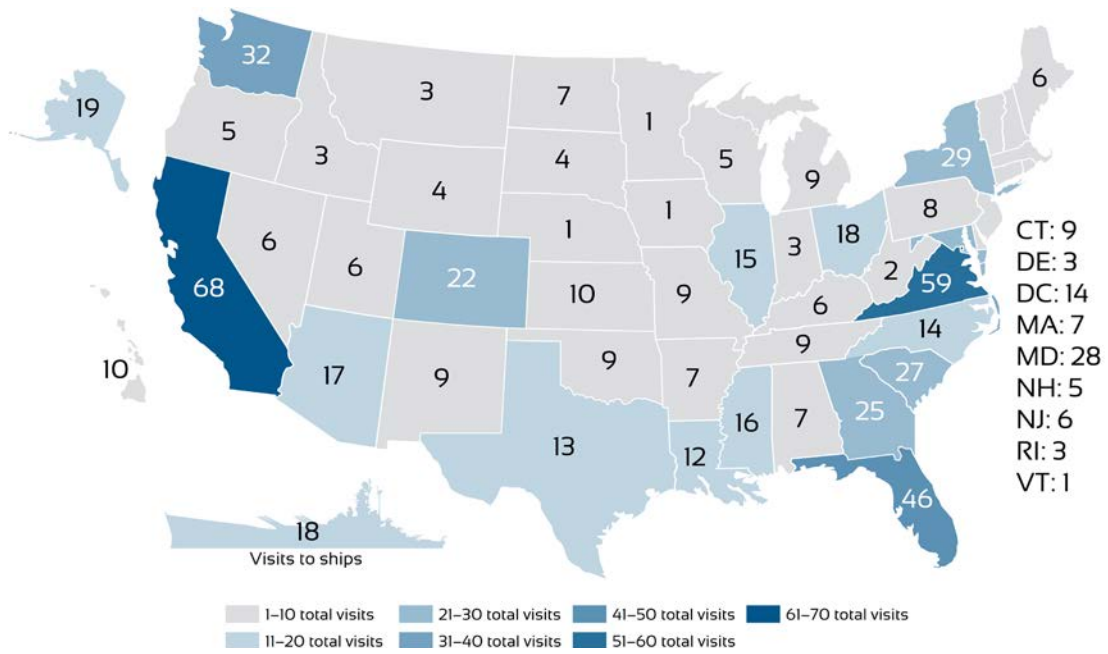 32
6
3
7
1
19
5
29
3
4
5
9
4
8
1
1
18
CT: 9
6
3
15
DE: 3
6
22
2
59
68
10
9
6
DC: 14
14
MA: 7
9
10
17
9
9
7
27
MD: 28
25
16
7
NH: 5
13
12
NJ: 6
RI: 3
VT: 1
46
18
Visits to ships
1–10 total visits
21–30 total visits
41–50 total visits
61–70 total visits
11–20 total visits
31–40 total visits
51–60 total visits